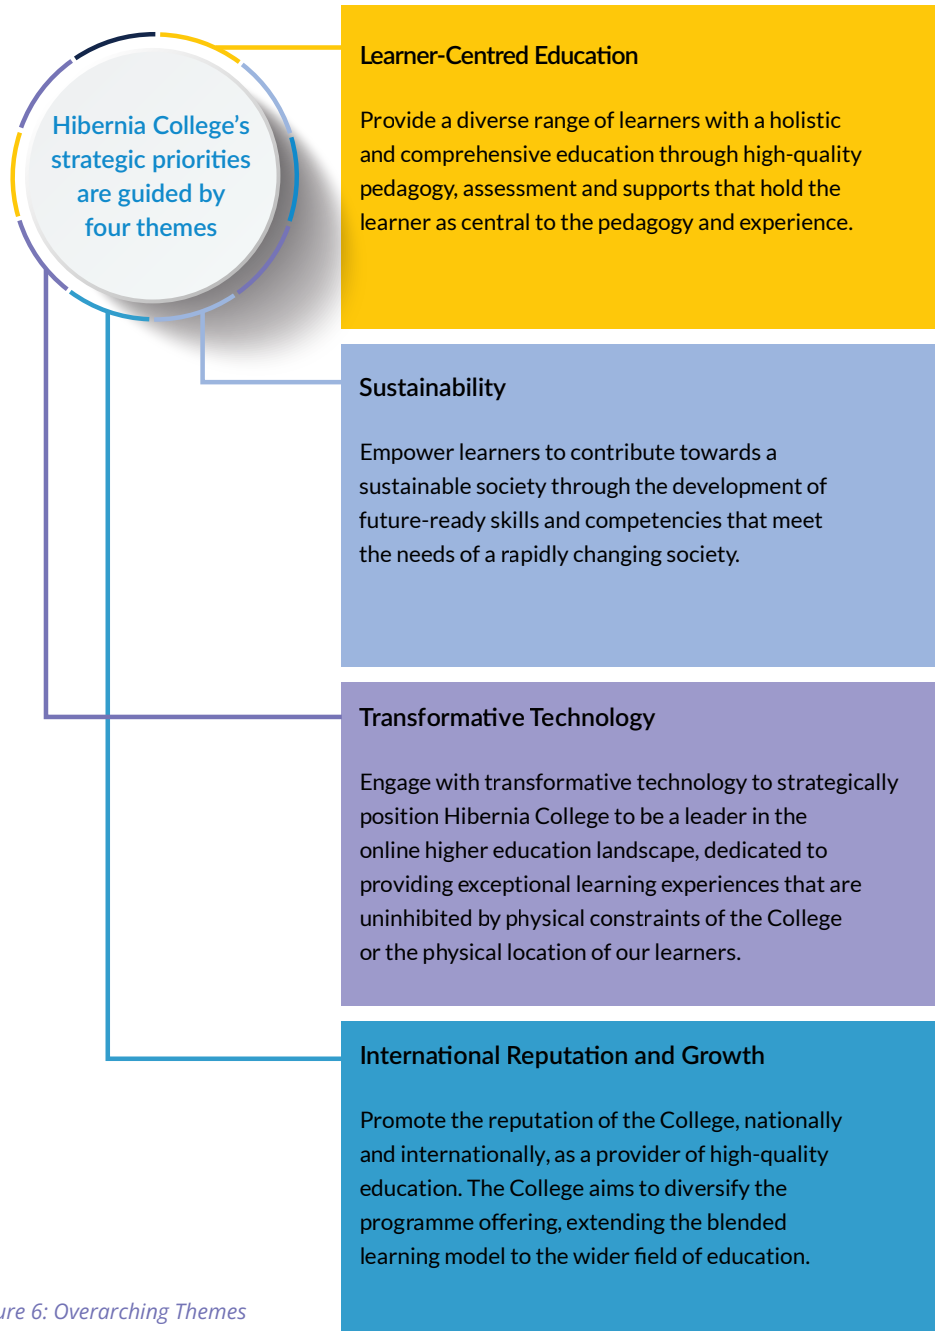 Hibernia College's
strategic priorities
are guided by
four themes
Learner-Centred Education
Provide a diverse range of learners with a holistic
and comprehensive education through high-quality
pedagogy, assessment and supports that hold the
learner as central to the pedagogy and experience.
Sustainability
Empower learners to contribute towards a
sustainable society through the development of
future-ready skills and competencies that meet
the needs of a rapidly changing society.
Transformative Technology
Engage with transformative technology to strategically
position Hibernia College to be a leader in the
online higher education landscape, dedicated to
providing exceptional learning experiences that are
uninhibited by physical constraints of the College
or the physical location of our learners.
International Reputation and Growth
Promote the reputation of the College, nationally
and internationally, as a provider of high-quality
education. The College aims to diversify the
programme offering, extending the blended
learning model to the wider field of education.
ure 6: Overarching Themes